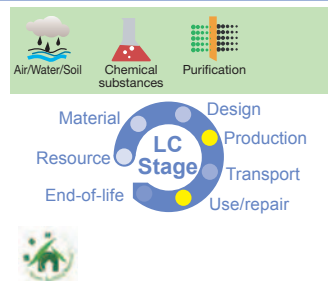 Air/Water/Soil
Chemical
substances
Purification
Design
Material
Production
LC
Stage
Resource
Transport
End-of-life
Use/repair